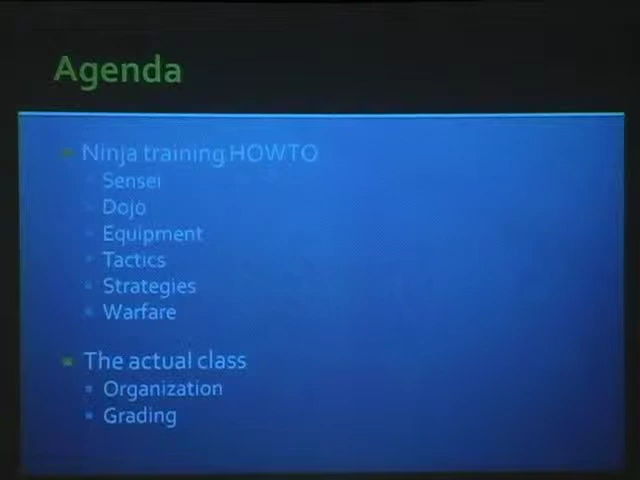 Agenda
Ninja training HOWTO
Sensei
Dojo
Equipment
Tactics
Strategies
Warfare
The actual class
Organization
Grading